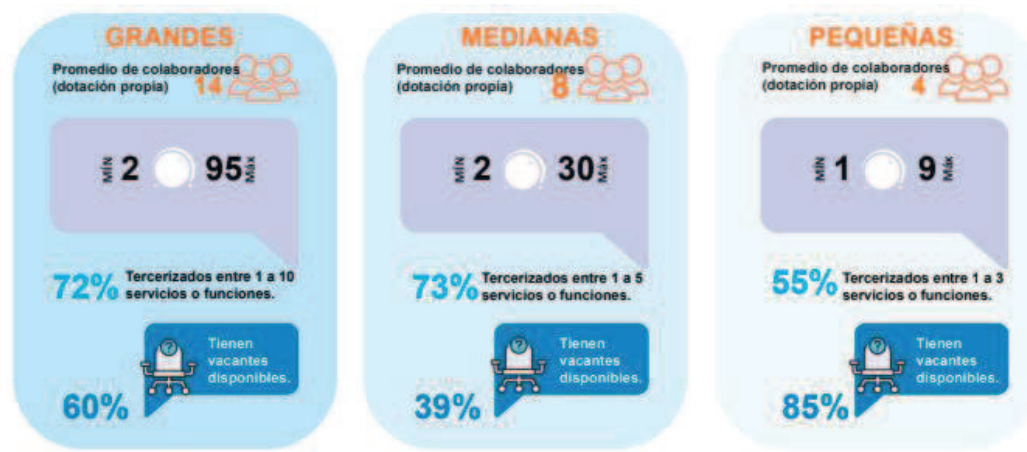 GRANDES
Promedio de colaboradores
(dotación propia) 14
MÍN 2 95 Máx
72% Tercerizados entre 1 a 10
servicios o funciones.
?
Tienen
vacantes
disponibles.
60%
MEDIANAS
Promedio de colaboradores
(dotación propia) 8
MÍN 2 30 Máx
73% Tercerizados entre 1 a 5
servicios o funciones.
?
Tienen
vacantes
disponibles.
39%
PEQUEÑAS
Promedio de colaboradores
(dotación propia) 4
MÍN 1 9 Máx
55% Tercerizados entre 1 a 3
servicios o funciones.
?
Tienen
vacantes
disponibles.
85%